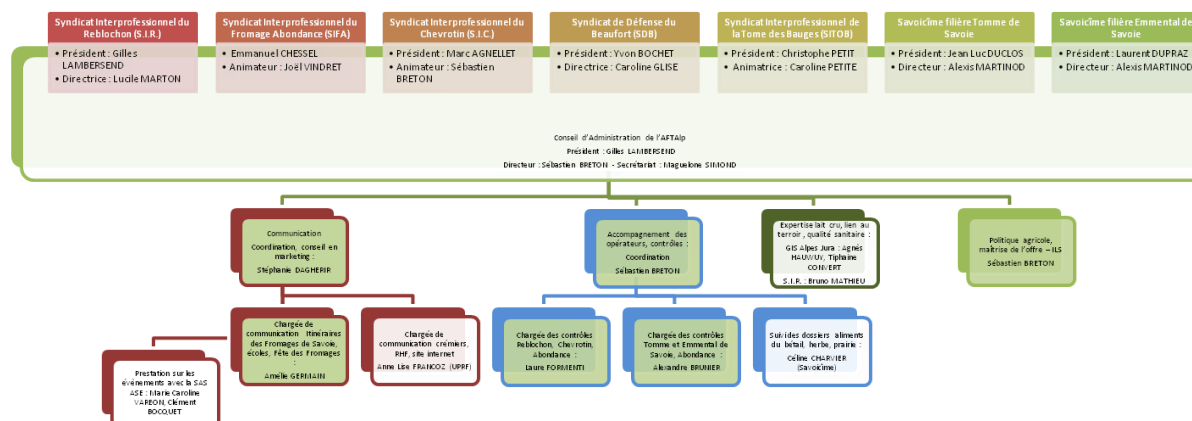 Syndicat Interprofessionnel du
Reblochon (S.I.R.)
• Président : Gilles
LAMBERSEND
• Directrice : Lucile MARTON
Syndicat Interprofessionnel du
Fromage Abondance (SIFA)
• Emmanuel CHESSEL
• Animateur : Joël VINDRET
Syndicat Interprofessionnel du
Chevrotin (S.I.C.)
• Président : Marc AGNELLET
• Animateur : Sébastien
BRETON
Syndicat de Défense du
Beaufort (SDB)
• Président : Yvon BOCHET
• Directrice : Caroline GLISE
Syndicat Interprofessionnel de
la Tome des Bauges (SITOB)
• Président : Christophe PETIT
• Animatrice : Caroline PETITE
Savoicîme filière Tomme de
Savoie
• Président : Jean Luc DUCLOS
• Directeur : Alexis MARTINOD
Savoicîme filière Emmental de
Savoie
• Président : Laurent DUPRAZ
• Directeur : Alexis MARTINOD
Conseil d'Administration de l'AFTAlp
Président : Gilles LAMBERSEND
Directeur : Sébastien BRETON - Secrétariat : Maguelone SIMOND
Communication
Coordination, conseil en
marketing :
Stéphanie DAGHERIR
Accompagnement des
opérateurs, contrôles :
Coordination
Sébastien BRETON
Expertise lait cru, lien au
terroir, qualité sanitaire :
GIS Alpes Jura : Agnès
HAUWUY, Tiphaine
CONVERT
S.I.R. : Bruno MATHIEU
Politique agricole,
maîtrise de l'offre – ILS
Sébastien BRETON
Chargée de
communication Itinéraires
des Fromages de Savoie,
écoles, Fête des Fromages
:
Amélie GERMAIN
Chargée de
communication crémiers,
RHF, site internet
Anne Lise FRANCOZ (UPRF)
Chargée des contrôles
Reblochon, Chevrotin,
Abondance :
Laure FORMENTI
Chargée des contrôles
Tomme et Emmental de
Savoie, Abondance :
Alexandre BRUNIER
Suivi des dossiers aliments
du bétail, herbe, prairie :
Céline CHARVIER
(Savoicîme)
Prestation sur les
événements avec la SAS
ASE : Marie Caroline
VAREON, Clément
BOCQUET